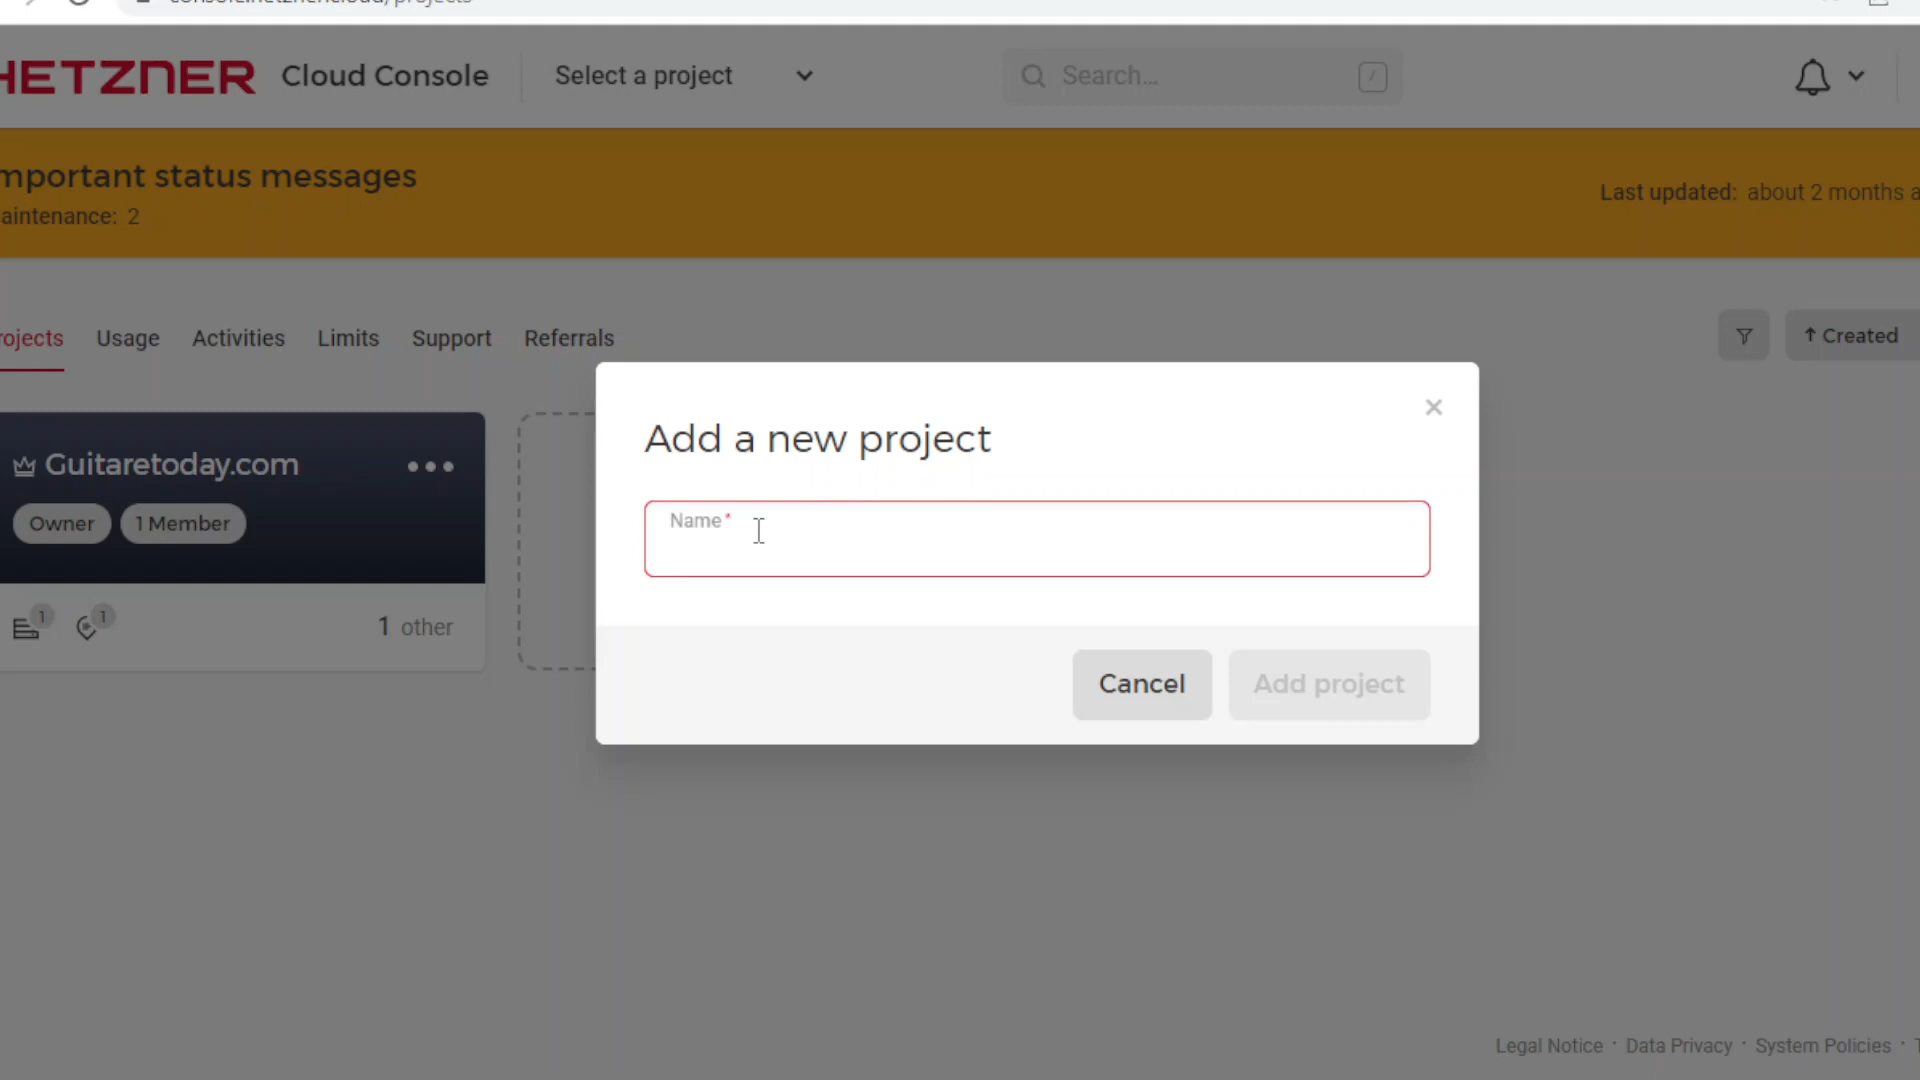 HETZNER Cloud Console Select a project Search... /
mportant status messages
aintenance: 2
Last updated: about 2 months a
rojects Usage Activities Limits Support Referrals
↑ Created
Guitaretoday.com
Owner 1 Member
1 1 1 other
Add a new project
Name *
Cancel Add project
Legal Notice · Data Privacy · System Policies ·